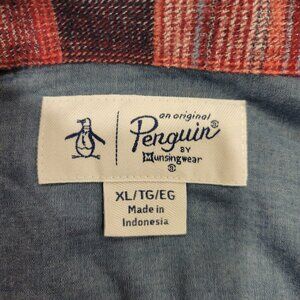 an original
Penguin®
BY
Munsingwear
®
XL/TG/EG
Made in
Indonesia